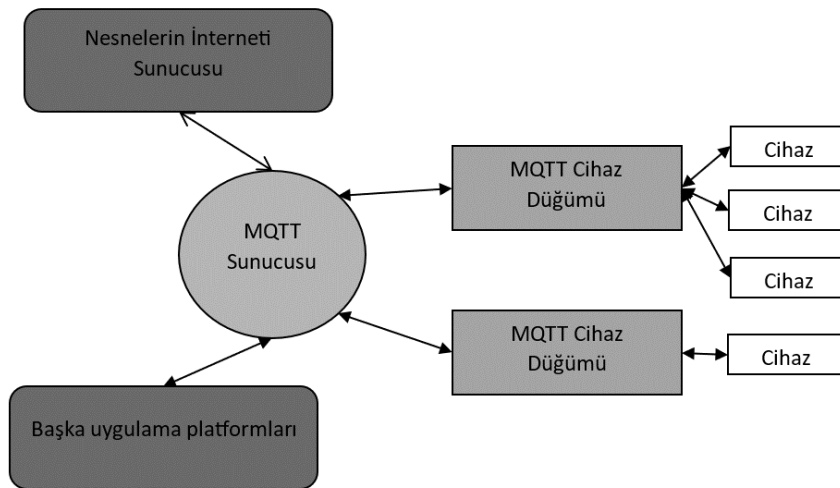 Nesnelerin İnterneti
Sunucusu
MQTT
Sunucusu
Başka uygulama platformları
MQTT Cihaz
Düğümü
MQTT Cihaz
Düğümü
Cihaz
Cihaz
Cihaz
Cihaz